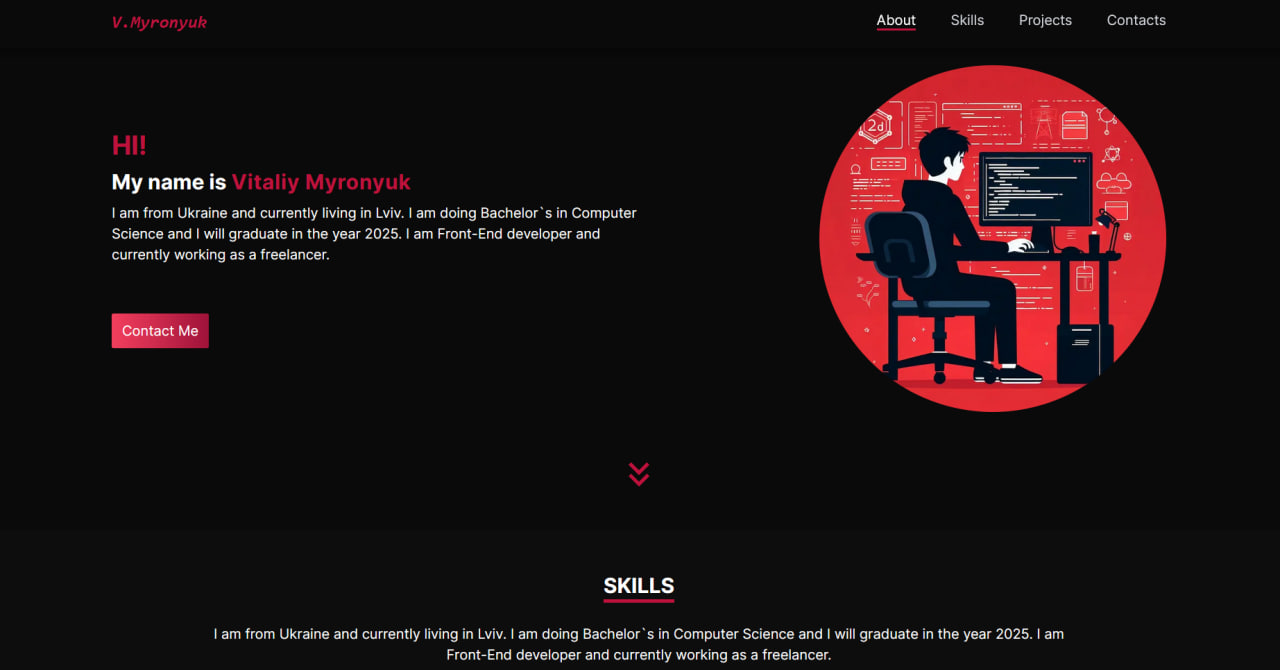 V.Myronyuk
About
Skills
Projects
Contacts
HI!
My name is Vitaliy Myronyuk
I am from Ukraine and currently living in Lviv. I am doing Bachelor`s in Computer
Science and I will graduate in the year 2025. I am Front-End developer and
currently working as a freelancer.
Contact Me
2d
SKILLS
I am from Ukraine and currently living in Lviv. I am doing Bachelor`s in Computer Science and I will graduate in the year 2025. I am
Front-End developer and currently working as a freelancer.